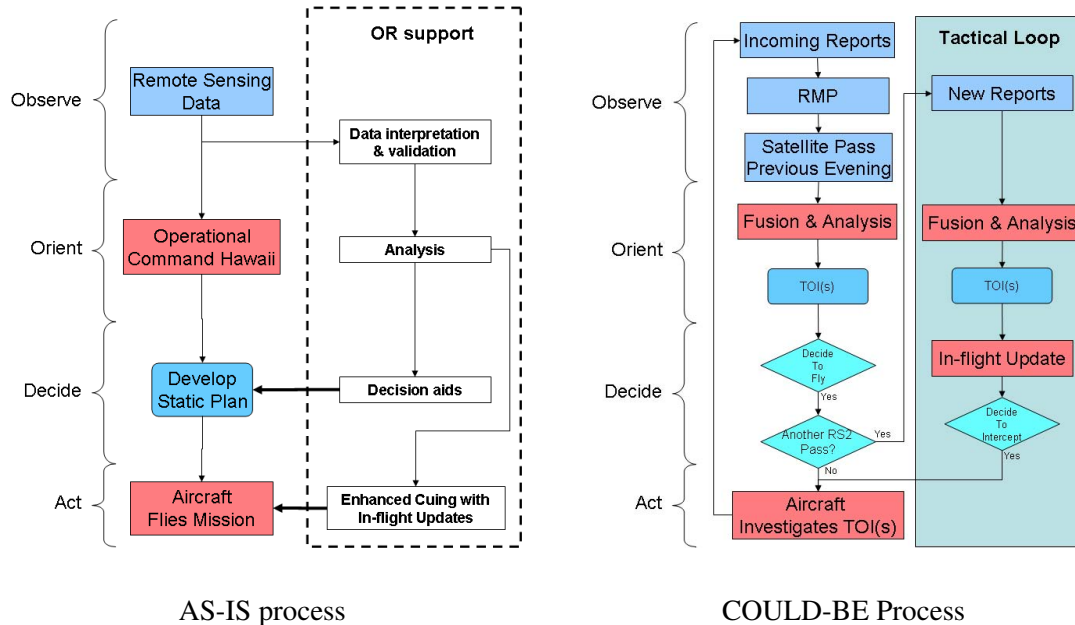 OR support
Observe
Remote Sensing
Data
Data interpretation
& validation
Orient
Operational
Command Hawaii
Analysis
Decide
Develop
Static Plan
Decision aids
Act
Aircraft
Flies Mission
Enhanced Cuing with
In-flight Updates
AS-IS process
Tactical Loop
Observe
Incoming Reports
RMP
Satellite Pass
Previous Evening
New Reports
Orient
Fusion & Analysis
TOI(s)
Fusion & Analysis
TOI(s)
Decide
Decide
To
Fly
Yes
Another RS2
Pass?
Yes
No
In-flight Update
Decide
To
Intercept
Yes
Act
Aircraft
Investigates TOI(s)
COULD-BE Process